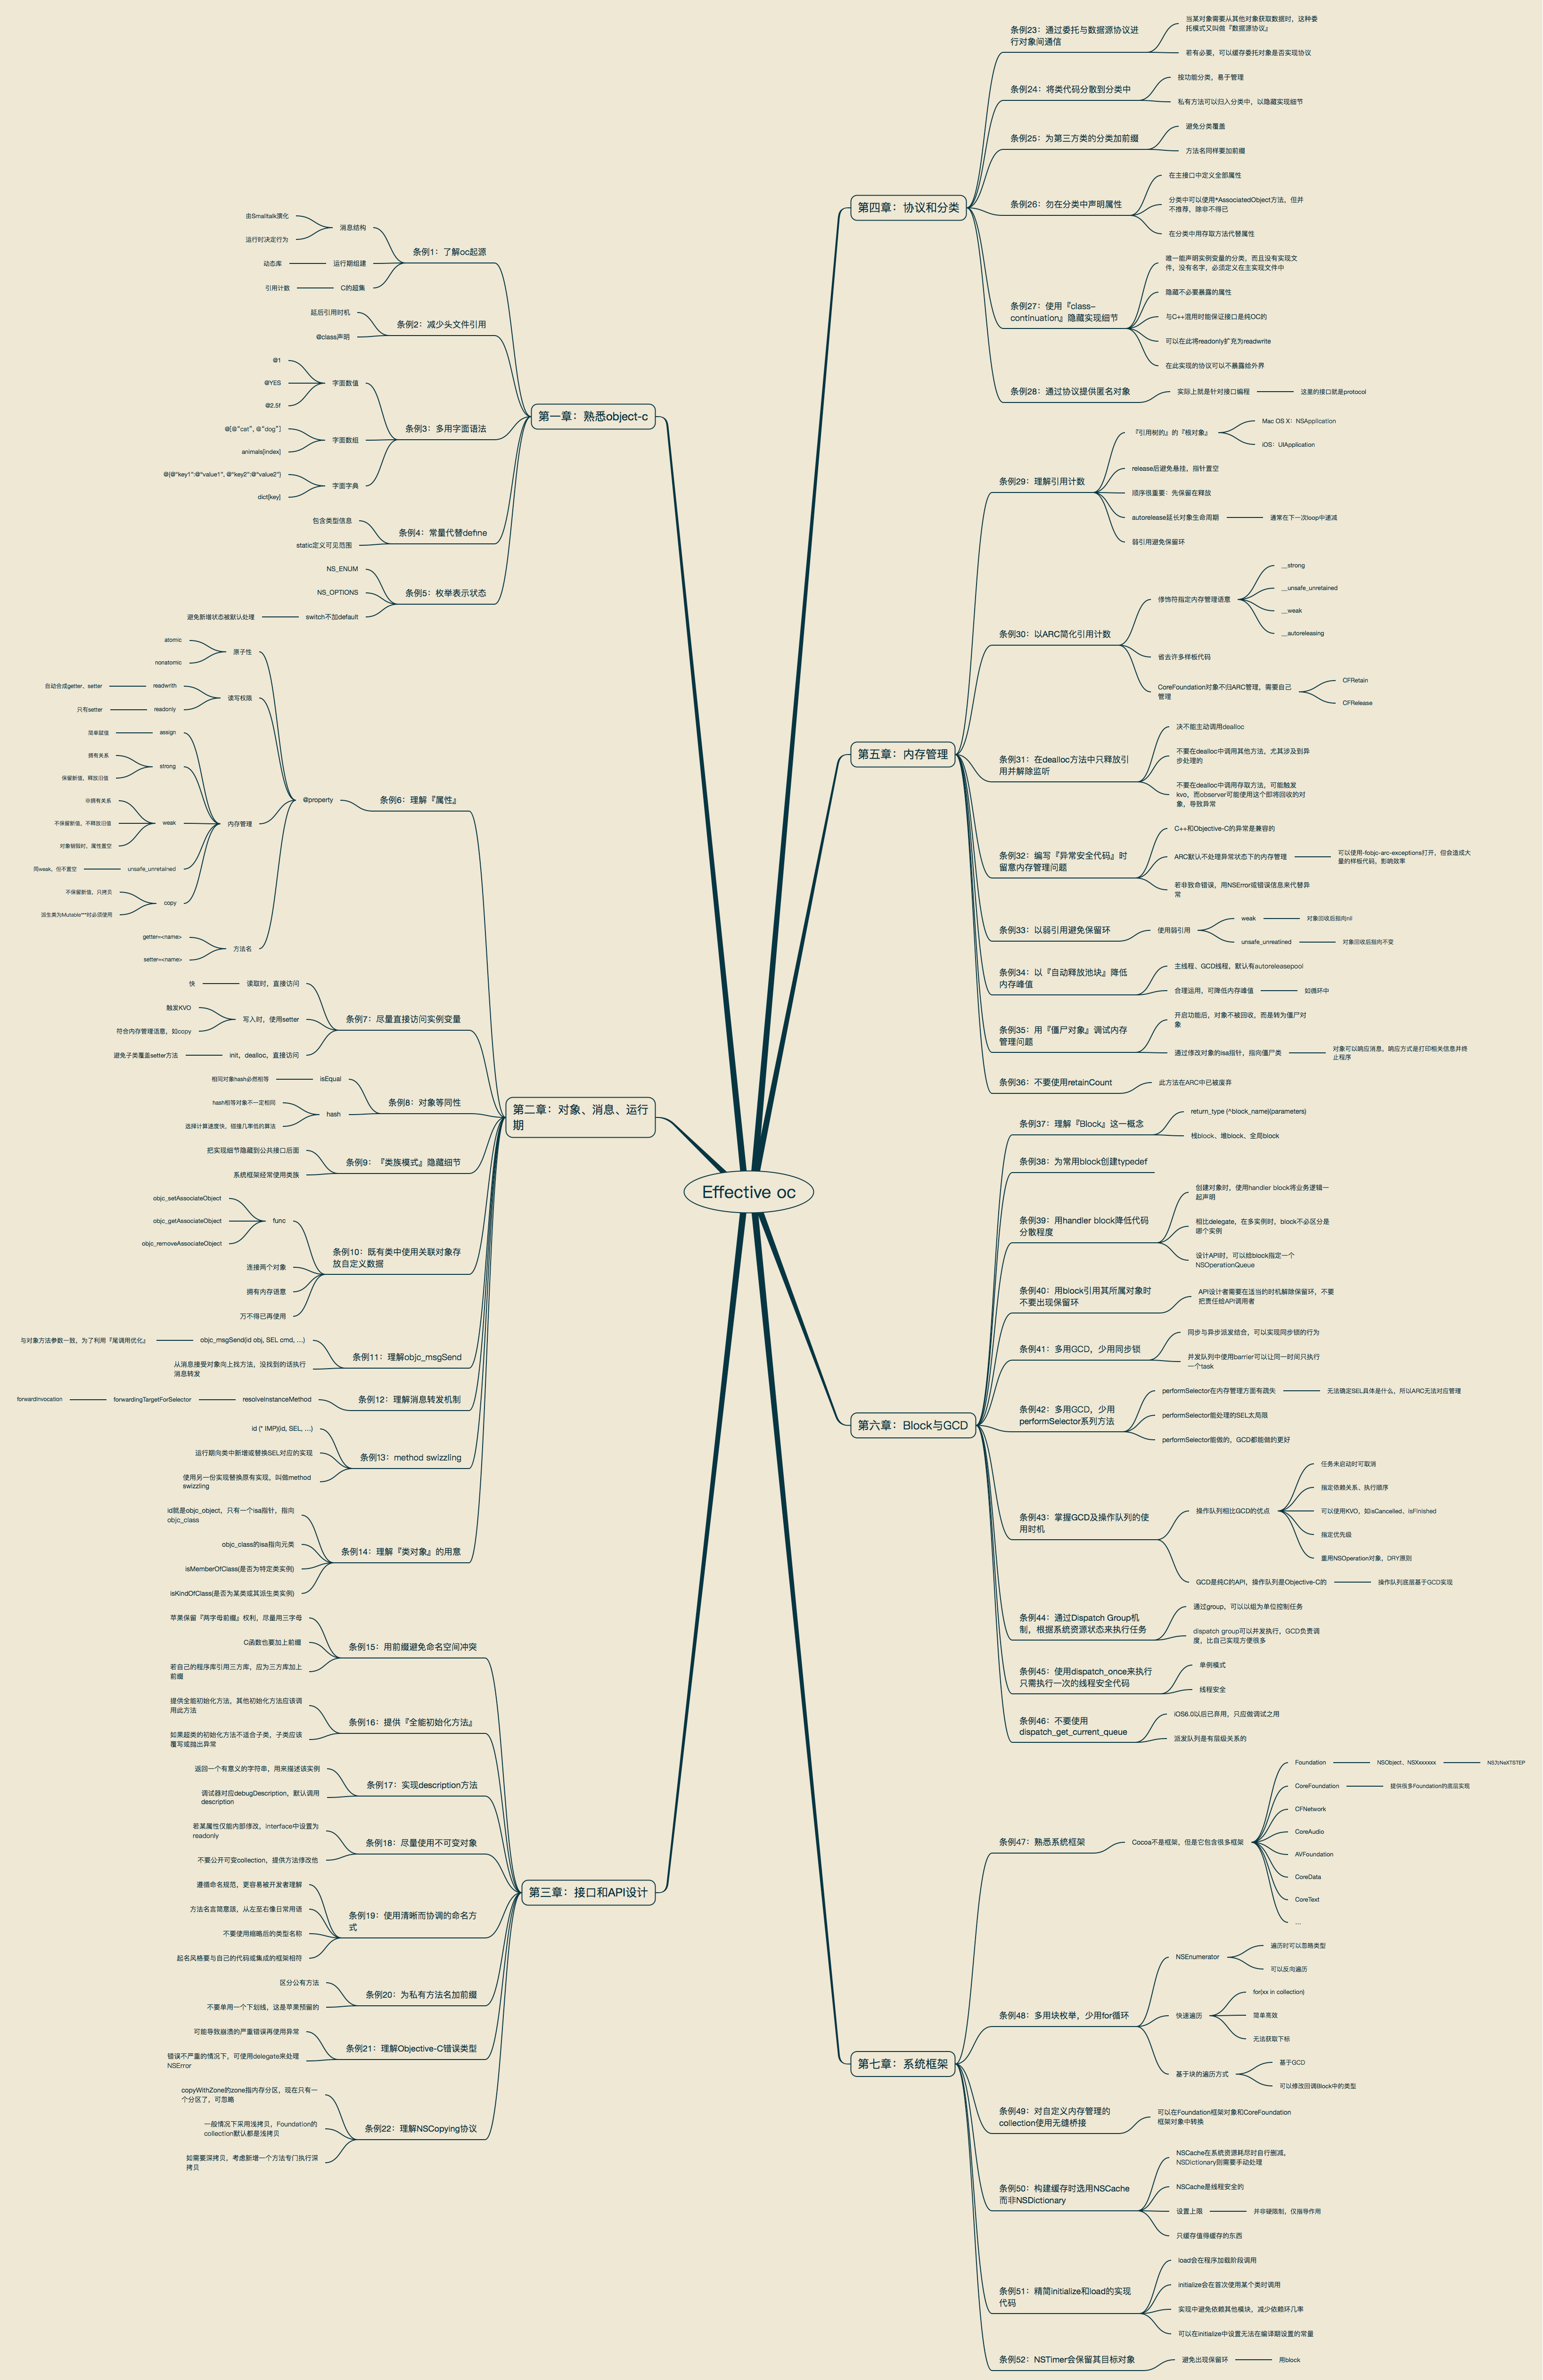 Effective oc
第一章：熟悉object-c
条例1：了解oc起源
消息结构
由Smalltalk演化
运行时决定行为
运行期组建
动态库
C的超集
引用计数
条例2：减少头文件引用
延后引用时机
@class声明
条例3：多用字面语法
字面数值
@1
@YES
@2.5f
字面数组
@[@"cat", @"dog"]
animals[index]
字面字典
@{@"key1":@"value1", @"key2":@"value2"}
dict[key]
条例4：常量代替define
包含类型信息
static定义可见范围
条例5：枚举表示状态
NS_ENUM
NS_OPTIONS
switch不加default
避免新增状态被默认处理
第二章：对象、消息、运行
期
条例6：理解『属性』
@property
原子性
atomic
nonatomic
读写权限
readwrith
自动合成getter、setter
readonly
只有setter
内存管理
assign
简单赋值
strong
拥有关系
保留新值，释放旧值
weak
非拥有关系
不保留新值，不释放旧值
对象销毁时，属性置空
unsafe_unretained
同weak，但不置空
copy
不保留新值，只拷贝
派生类为Mutable***时必须使用
方法名
getter=<name>
setter=<name>
条例7：尽量直接访问实例变量
读取时，直接访问
快
写入时，使用setter
触发KVO
符合内存管理语意，如copy
init，dealloc，直接访问
避免子类覆盖setter方法
条例8：对象等同性
isEqual
相同对象hash必然相等
hash
hash相等对象不一定相同
选择计算速度快，碰撞几率低的算法
条例9：『类族模式』隐藏细节
把实现细节隐藏到公共接口后面
系统框架经常使用类族
条例10：既有类中使用关联对象存
放自定义数据
func
objc_setAssociateObject
objc_getAssociateObject
objc_removeAssociateObject
连接两个对象
拥有内存语意
万不得已再使用
条例11：理解objc_msgSend
objc_msgSend(id obj, SEL cmd, ...)
与对象方法参数一致，为了利用『尾调用优化』
从消息接受对象向上找方法，没找到的话执行
消息转发
条例12：理解消息转发机制
resolveInstanceMethod
forwardingTargetForSelector
forwardInvocation
条例13：method swizzling
id (* IMP)(id, SEL, ...)
运行期向类中新增或替换SEL对应的实现
使用另一份实现替换原有实现，叫做method
swizzling
条例14：理解『类对象』的用意
id就是objc_object，只有一个isa指针，指向
objc_class
objc_class的isa指向元类
isMemberOfClass(是否为特定类实例)
isKindOfClass(是否为某类或其派生类实例)
第三章：接口和API设计
条例15：用前缀避免命名空间冲突
苹果保留『两字母前缀』权利，尽量用三字母
C函数也要加上前缀
若自己的程序库引用三方库，应为三方库加上
前缀
条例16：提供『全能初始化方法』
提供全能初始化方法，其他初始化方法应该调
用此方法
如果超类的初始化方法不适合子类，子类应该
覆写或抛出异常
条例17：实现description方法
返回一个有意义的字符串，用来描述该实例
调试器对应debugDescription，默认调用
description
条例18：尽量使用不可变对象
若某属性仅能内部修改，interface中设置为
readonly
不要公开可变collection，提供方法修改他
条例19：使用清晰而协调的命名方
式
遵循命名规范，更容易被开发者理解
方法名言简意赅，从左至右像日常用语
不要使用缩略后的类型名称
起名风格要与自己的代码或集成的框架相符
条例20：为私有方法名加前缀
区分公有方法
不要单用一个下划线，这是苹果预留的
条例21：理解Objective-C错误类型
可能导致崩溃的严重错误再使用异常
错误不严重的情况下，可使用delegate来处理
NSError
条例22：理解NSCopying协议
copyWithZone的zone指内存分区，现在只有一
个分区了，可忽略
一般情况下采用浅拷贝，Foundation的
collection默认都是浅拷贝
如需要深拷贝，考虑新增一个方法专门执行深
拷贝
第四章：协议和分类
条例23：通过委托与数据源协议进
行对象间通信
当某对象需要从其他对象获取数据时，这种委
托模式又叫做『数据源协议』
若有必要，可以缓存委托对象是否实现协议
条例24：将类代码分散到分类中
按功能分类，易于管理
私有方法可以归入分类中，以隐藏实现细节
条例25：为第三方类的分类加前缀
避免分类覆盖
方法名同样要加前缀
条例26：勿在分类中声明属性
在主接口中定义全部属性
分类中可以使用*AssociatedObject方法，但并
不推荐，除非不得已
在分类中用存取方法代替属性
条例27：使用『class-
continuation』隐藏实现细节
唯一能声明实例变量的分类，而且没有实现文
件，没有名字，必须定义在主实现文件中
隐藏不必要暴露的属性
与C++混用时能保证接口是纯OC的
可以在此将readonly扩充为readwrite
在此实现的协议可以不暴露给外界
条例28：通过协议提供匿名对象
实际上就是针对接口编程
这里的接口就是protocol
第五章：内存管理
条例29：理解引用计数
『引用树的』的『根对象』
Mac OS X：NSApplication
iOS：UIApplication
release后避免悬挂，指针置空
顺序很重要：先保留在释放
autorelease延长对象生命周期
通常在下一次loop中递减
弱引用避免保留环
条例30：以ARC简化引用计数
修饰符指定内存管理语意
__strong
__unsafe_unretained
__weak
__autoreleasing
省去许多样板代码
CoreFoundation对象不归ARC管理，需要自己
管理
CFRetain
CFRelease
条例31：在dealloc方法中只释放引
用并解除监听
决不能主动调用dealloc
不要在dealloc中调用其他方法，尤其涉及到异
步处理的
不要在dealloc中调用存取方法，可能触发
kvo，而observer可能使用这个即将回收的对
象，导致异常
条例32：编写『异常安全代码』时
留意内存管理问题
C++和Objective-C的异常是兼容的
ARC默认不处理异常状态下的内存管理
可以使用-fobjc-arc-exceptions打开，但会造成大
量的样板代码，影响效率
若非致命错误，用NSError或错误信息来代替异
常
条例33：以弱引用避免保留环
使用弱引用
weak
对象回收后指向nil
unsafe_unreatined
对象回收后指向不变
条例34：以『自动释放池块』降低
内存峰值
主线程、GCD线程，默认有autoreleasepool
合理运用，可降低内存峰值
如循环中
条例35：用『僵尸对象』调试内存
管理问题
开启功能后，对象不被回收，而是转为僵尸对
象
通过修改对象的isa指针，指向僵尸类
对象可以响应消息，响应方式是打印相关信息并终
止程序
条例36：不要使用retainCount
此方法在ARC中已被废弃
第六章：Block与GCD
条例37：理解『Block』这一概念
return_type (^block_name)(parameters)
栈block、堆block、全局block
条例38：为常用block创建typedef
条例39：用handler block降低代码
分散程度
创建对象时，使用handler block将业务逻辑一
起声明
相比delegate，在多实例时，block不必区分是
哪个实例
设计API时，可以给block指定一个
NSOperationQueue
条例40：用block引用其所属对象时
不要出现保留环
API设计者需要在适当的时机解除保留环，不要
把责任给API调用者
条例41：多用GCD，少用同步锁
同步与异步派发结合，可以实现同步锁的行为
并发队列中使用barrier可以让同一时间只执行
一个task
条例42：多用GCD，少用
performSelector系列方法
performSelector在内存管理方面有疏失
无法确定SEL具体是什么，所以ARC无法对应管理
performSelector能处理的SEL太局限
performSelector能做的，GCD都能做的更好
条例43：掌握GCD及操作队列的使
用时机
操作队列相比GCD的优点
任务未启动时可取消
指定依赖关系、执行顺序
可以使用KVO，如isCancelled、isFinished
指定优先级
重用NSOperation对象，DRY原则
GCD是纯C的API，操作队列是Objective-C的
操作队列底层基于GCD实现
条例44：通过Dispatch Group机
制，根据系统资源状态来执行任务
通过group，可以以组为单位控制任务
dispatch group可以并发执行，GCD负责调
度，比自己实现方便很多
条例45：使用dispatch_once来执行
只需执行一次的线程安全代码
单例模式
线程安全
条例46：不要使用
dispatch_get_current_queue
iOS6.0以后已弃用，只应做调试之用
派发队列是有层级关系的
第七章：系统框架
条例47：熟悉系统框架
Cocoa不是框架，但是它包含很多框架
Foundation
NSObject、NSXxxxxxx
NS为NeXTSTEP
CoreFoundation
提供很多Foundation的底层实现
CFNetwork
CoreAudio
AVFoundation
CoreData
CoreText
...
条例48：多用块枚举，少用for循环
NSEnumerator
遍历时可以忽略类型
可以反向遍历
快速遍历
for(xx in collection)
简单高效
无法获取下标
基于块的遍历方式
基于GCD
可以修改回调Block中的类型
条例49：对自定义内存管理的
collection使用无缝桥接
可以在Foundation框架对象和CoreFoundation
框架对象中转换
条例50：构建缓存时选用NSCache
而非NSDictionary
NSCache在系统资源耗尽时自行删减，
NSDictionary则需要手动处理
NSCache是线程安全的
设置上限
并非硬限制，仅指导作用
只缓存值得缓存的东西
条例51：精简initialize和load的实现
代码
load会在程序加载阶段调用
initialize会在首次使用某个类时调用
实现中避免依赖其他模块，减少依赖环几率
可以在initialize中设置无法在编译期设置的常量
条例52：NSTimer会保留其目标对象
避免出现保留环
用block